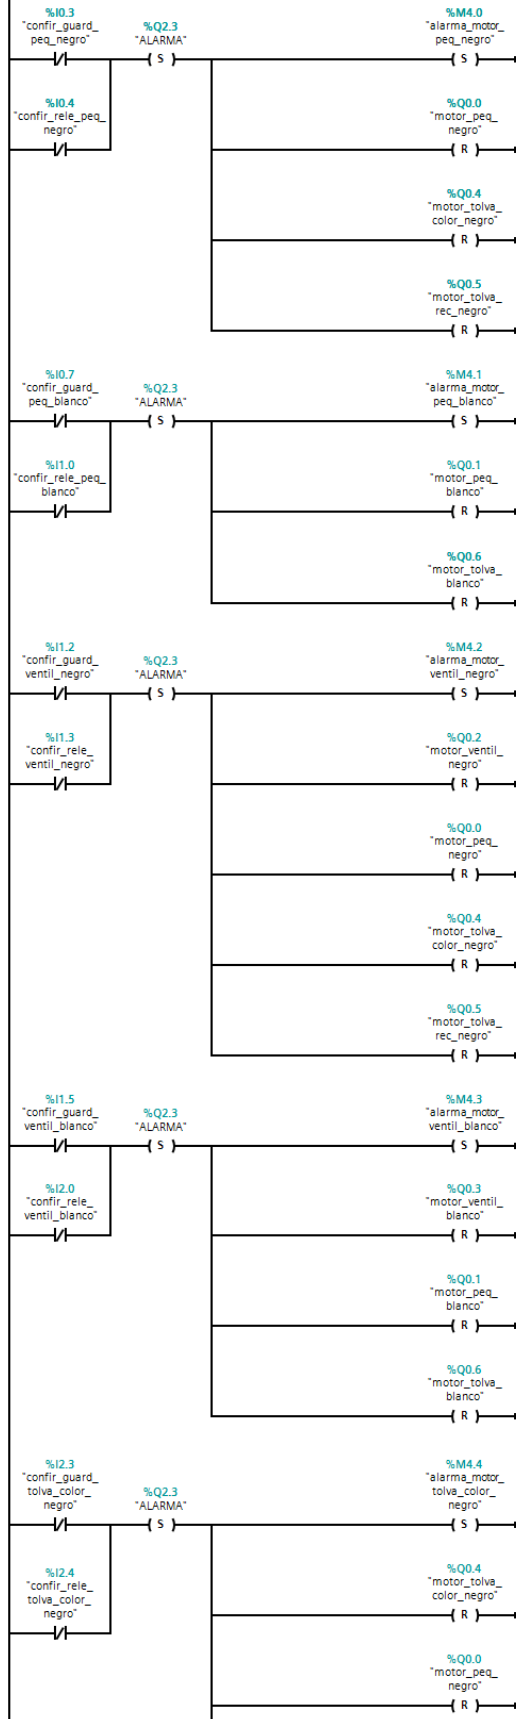 %I0.3
"confir_guard_
peq_negro"
%Q2.3
"ALARMA"
S
%M4.0
"alarma_motor_
peq_negro"
S
%I0.4
"confir_rele_peq_
negro"
%Q0.0
"motor_peq_
negro"
R
%Q0.4
"motor_tolva_
color_negro"
R
%Q0.5
"motor_tolva_
rec_negro"
R
%I0.7
"confir_guard_
peq_blanco"
%Q2.3
"ALARMA"
S
%M4.1
"alarma_motor_
peq_blanco"
S
%I1.0
"confir_rele_peq_
blanco"
%Q0.1
"motor_peq_
blanco"
R
%Q0.6
"motor_tolva_
blanco"
R
%I1.2
"confir_guard_
ventil_negro"
%Q2.3
"ALARMA"
S
%M4.2
"alarma_motor_
ventil_negro"
S
%I1.3
"confir_rele_
ventil_negro"
%Q0.2
"motor_ventil_
negro"
R
%Q0.0
"motor_peq_
negro"
R
%Q0.4
"motor_tolva_
color_negro"
R
%Q0.5
"motor_tolva_
rec_negro"
R
%I1.5
"confir_guard_
ventil_blanco"
%Q2.3
"ALARMA"
S
%M4.3
"alarma_motor_
ventil_blanco"
S
%I2.0
"confir_rele_
ventil_blanco"
%Q0.3
"motor_ventil_
blanco"
R
%Q0.1
"motor_peq_
blanco"
R
%Q0.6
"motor_tolva_
blanco"
R
%I2.3
"confir_guard_
tolva_color_
negro"
%Q2.3
"ALARMA"
S
%M4.4
"alarma_motor_
tolva_color_
negro"
S
%I2.4
"confir_rele_
tolva_color_
negro"
%Q0.4
"motor_tolva_
color_negro"
R
%Q0.0
"motor_peq_
negro"
R